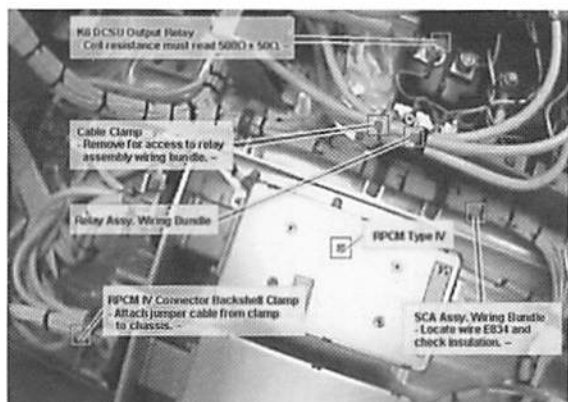 K6 DCSU Output Relay
- Coil resistance must read 500Ω ± 50Ω. -
Cable Clamp
- Remove for access to relay
assembly wiring bundle. -
Relay Assy. Wiring Bundle
RPCM Type IV
RPCM IV Connector Backshell Clamp
- Attach jumper cable from clamp
to chassis. -
SCA Assy. Wiring Bundle
- Locate wire E834 and
check insulation. -